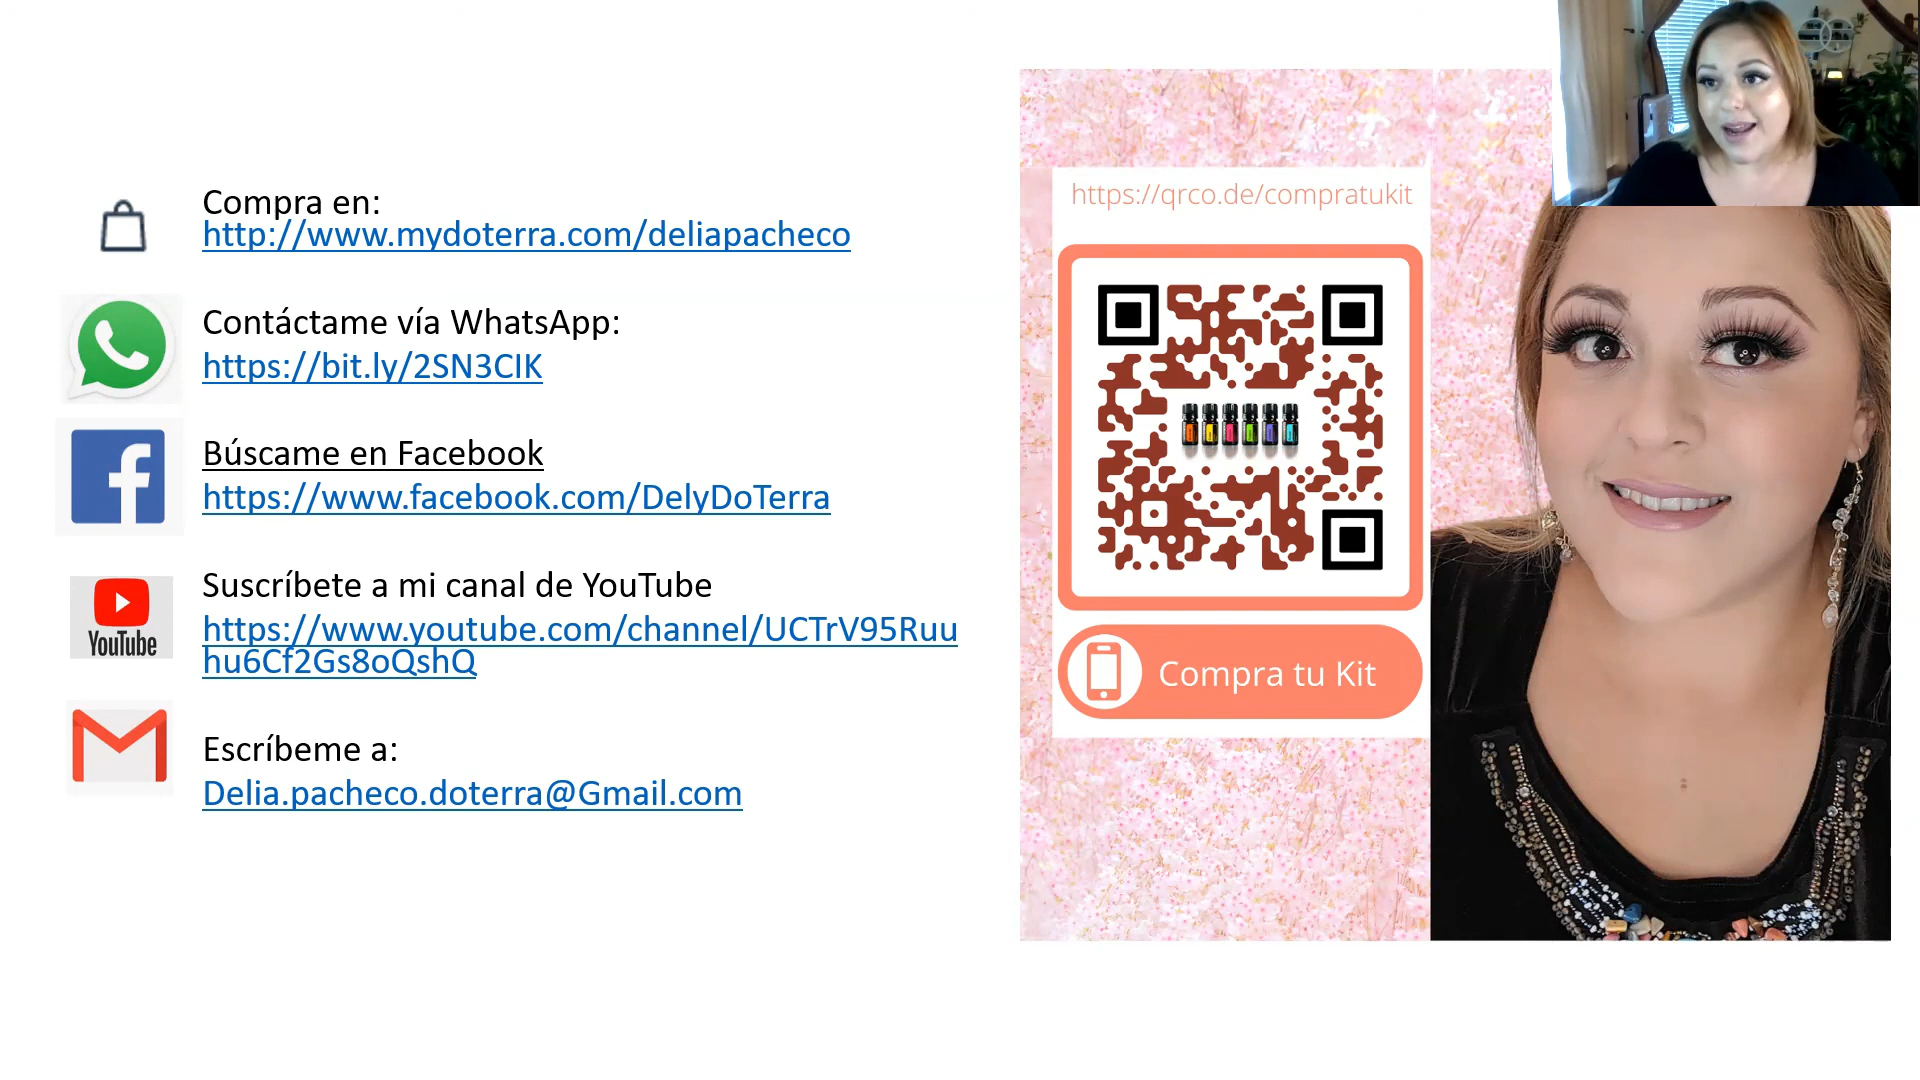 Compra en:
http://www.mydoterra.com/deliapacheco
Contáctame vía WhatsApp:
https://bit.ly/2SN3CIK
Búscame en Facebook
https://www.facebook.com/DelyDoTerra
YouTube
Suscríbete a mi canal de YouTube
https://www.youtube.com/channel/UCTrV95Ruu
hu6Cf2Gs8oQshQ
Escríbeme a:
Delia.pacheco.doterra@Gmail.com
https://qrco.de/compratukit
Compra tu Kit